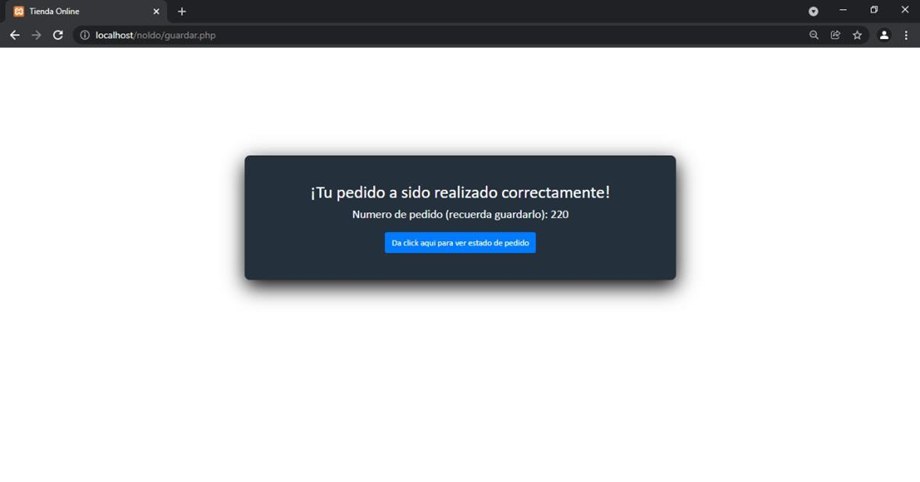 Tienda Online
localhost/noldo/guardar.php
¡Tu pedido a sido realizado correctamente!
Numero de pedido (recuerda guardarlo): 220
Da click aqui para ver estado de pedido